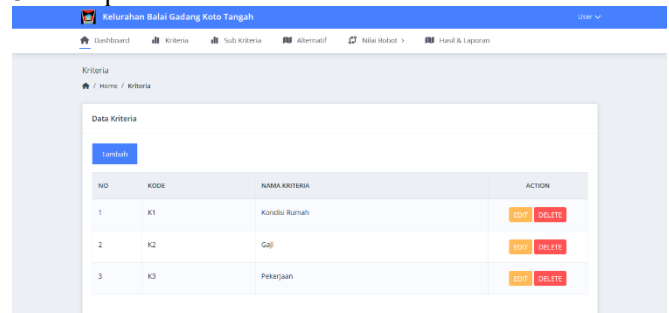 Kelurahan Balai Gadang Koto Tangah User
Dashboard Kriteria Sub Kriteria Alternatif Nilai Bobot > Hasil & Laporan
Kriteria
/ Home / Kriteria
Data Kriteria
Tambah
NO KODE NAMA KRITERIA ACTION
1 K1 Kondisi Rumah EDIT DELETE
2 K2 Gaji EDIT DELETE
3 K3 Pekerjaan EDIT DELETE